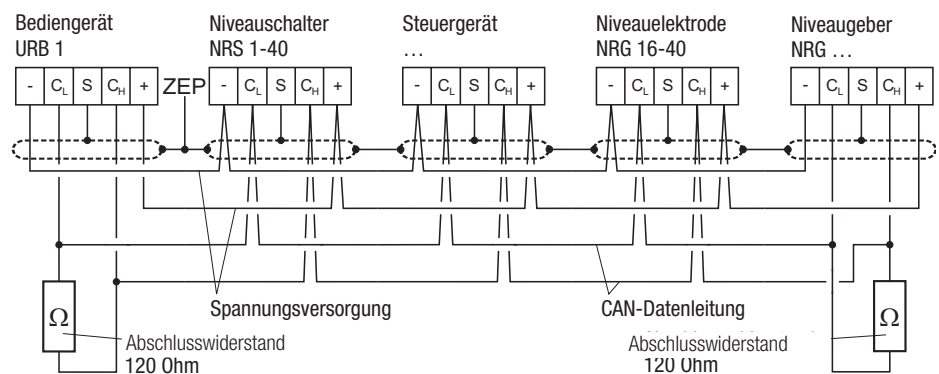 Bediengerät
URB 1
Niveauschalter
NRS 1-40
Steuergerät
...
Niveauelektrode
NRG 16-40
Niveaugeber
NRG ...
- CL S CH +
ZEP
- CL S CH +
- CL S CH +
- CL S CH +
- CL S CH +
Spannungsversorgung
CAN-Datenleitung
Ω
Abschlusswiderstand
120 Ohm
Abschlusswiderstand
120 Ohm
Ω